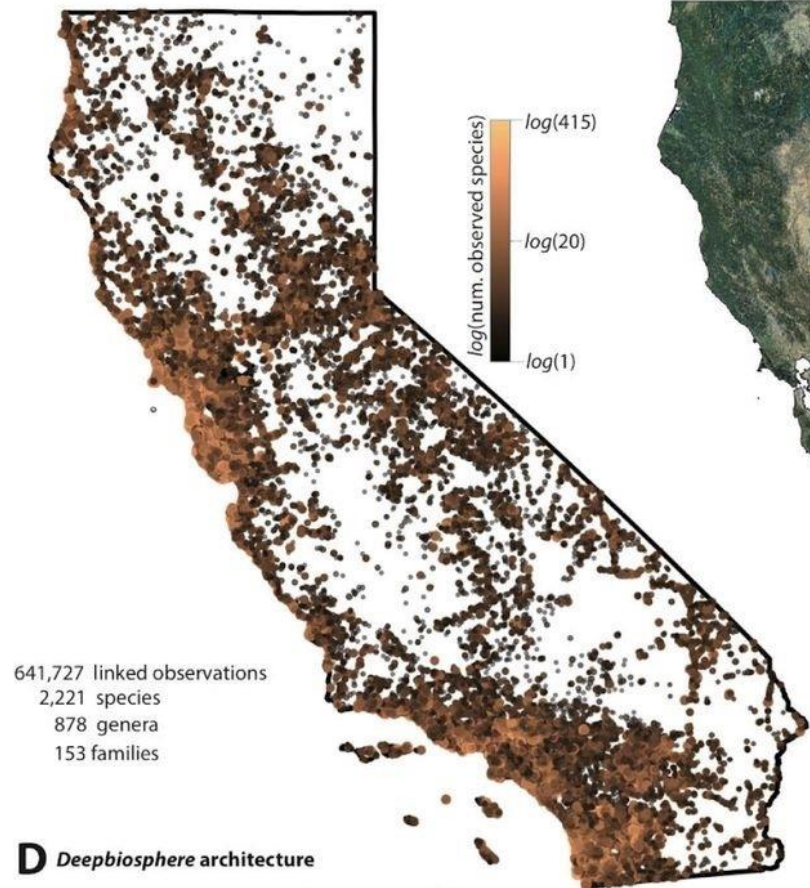 log(num. observed species)
log(415)
log(20)
log(1)
641,727 linked observations
2,221 species
878 genera
153 families
D Deepbiosphere architecture